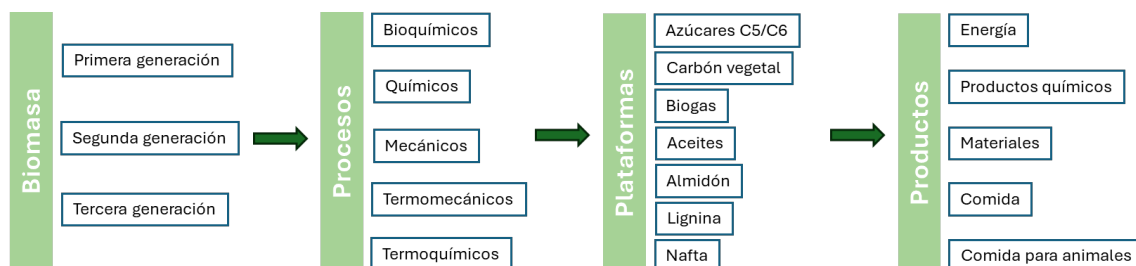 Biomasa
Primera generación
Segunda generación
Tercera generación
Procesos
Bioquímicos
Químicos
Mecánicos
Termomecánicos
Termoquímicos
Plataformas
Azúcares C5/C6
Carbón vegetal
Biogas
Aceites
Almidón
Lignina
Nafta
Productos
Energía
Productos químicos
Materiales
Comida
Comida para animales